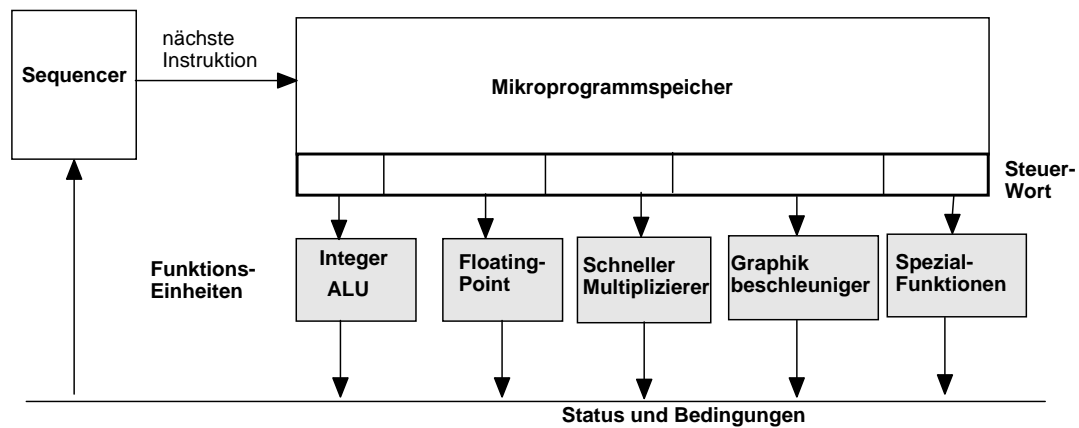 nächste
Instruktion
Sequencer
Mikroprogrammspeicher
Steuer-
Wort
Funktions-
Einheiten
Integer
ALU
Floating-
Point
Schneller
Multiplizierer
Graphik
beschleuniger
Spezial-
Funktionen
Status und Bedingungen